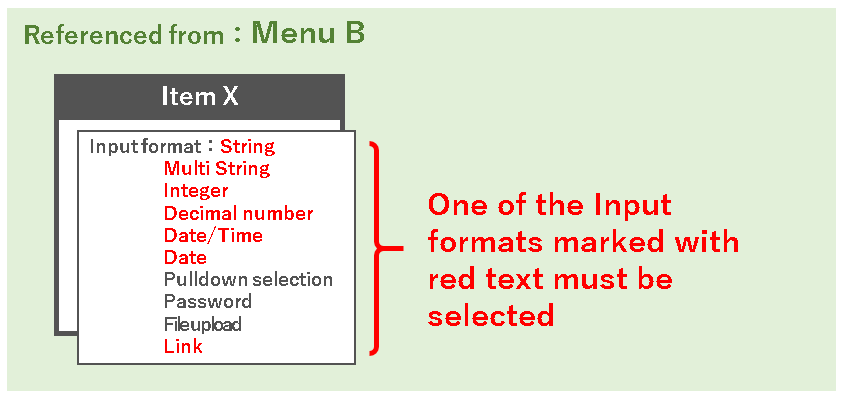 Referenced from：Menu B
Item X
Input format：String
Multi String
Integer
Decimal number
Date/Time
Date
Pulldown selection
Password
Fileupload
Link
One of the Input
formats marked with
red text must be
selected